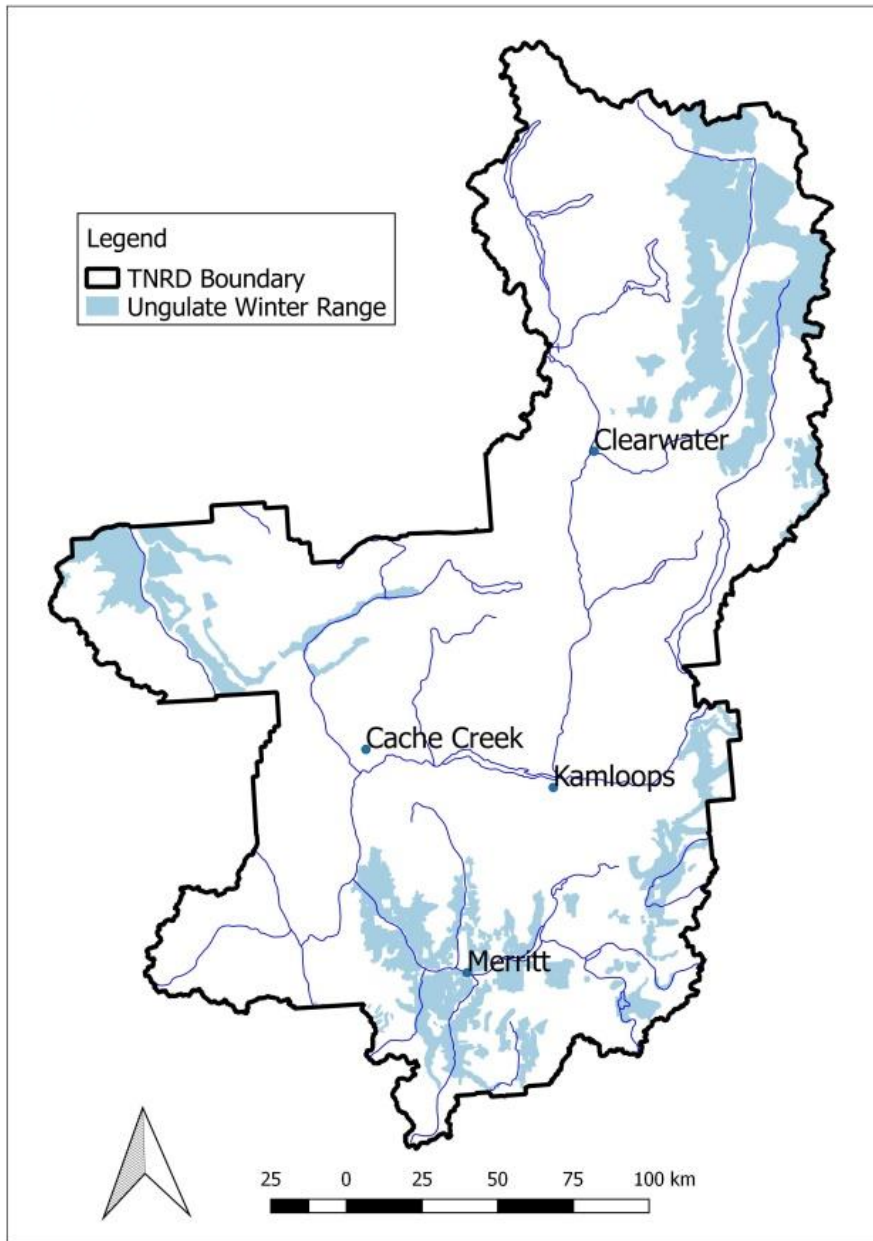 Legend
TNRD Boundary
Ungulate Winter Range
Clearwater
Cache Creek
Kamloops
Merritt
25 0 25 50 75 100 km